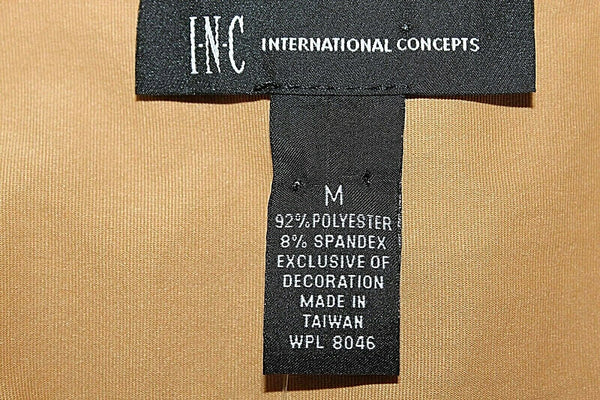 I·N·C INTERNATIONAL CONCEPTS
M
92% POLYESTER
8% SPANDEX
EXCLUSIVE OF
DECORATION
MADE IN
TAIWAN
WPL 8046